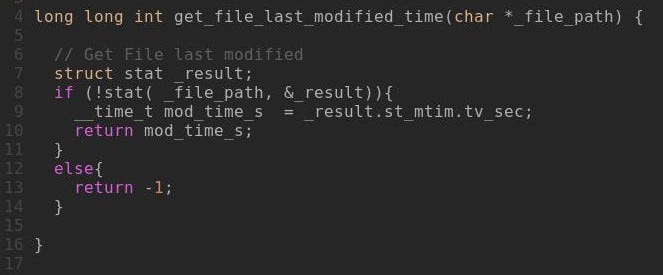 4 long long int get_file_last_modified_time(char *_file_path) {
5
6   // Get File last modified
7   struct stat _result;
8   if (!stat( _file_path, &_result)){
9     __time_t mod_time_s  = _result.st_mtim.tv_sec;
10     return mod_time_s;
11   }
12   else{
13     return -1;
14   }
15
16 }
17